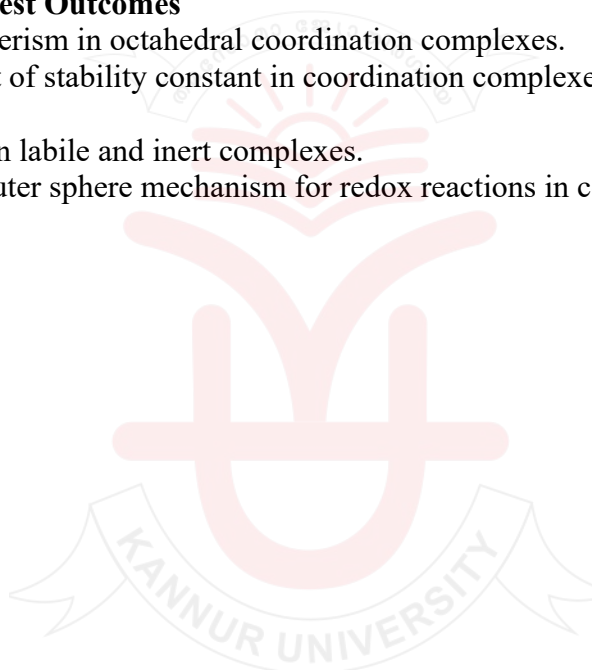 est Outcomes
erism in octahedral coordination complexes.
t of stability constant in coordination complexe
n labile and inert complexes.
uter sphere mechanism for redox reactions in c
KANNUR UNIVERSITY